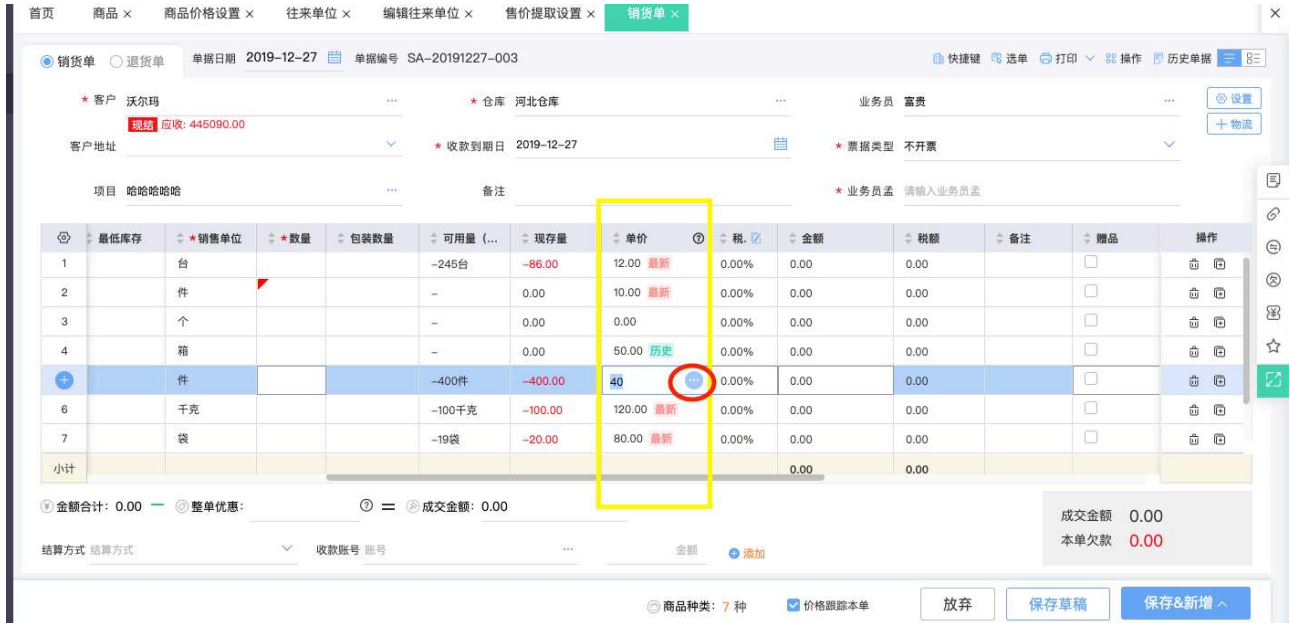 首页 商品 × 商品价格设置 × 往来单位 × 编辑往来单位 × 售价提取设置 × 销货单 × ×
销货单 退货单 单据日期 2019-12-27 单据编号 SA-20191227-003 快捷键 选单 打印 操作 历史单据
* 客户 沃尔玛 ... * 仓库 河北仓库 ... 业务员 富贵 ... 设置
现结 应收: 445090.00 + 物流
客户地址 * 收款到期日 2019-12-27 * 票据类型 不开票
项目 哈哈哈哈哈 ... 备注 * 业务员孟 请输入业务员孟
最低库存 *销售单位 *数量 包装数量 可用量 (... 现存量 单价 ? 税. 金额 税额 备注 赠品 操作
1 台 -245台 -86.00 12.00 最新 0.00% 0.00 0.00
2 件 - 0.00 10.00 最新 0.00% 0.00 0.00
3 个 - 0.00 0.00 0.00% 0.00 0.00
4 箱 - 0.00 50.00 历史 0.00% 0.00 0.00
+ 件 -400件 -400.00 40 ... 0.00% 0.00 0.00
6 千克 -100千克 -100.00 120.00 最新 0.00% 0.00 0.00
7 袋 -19袋 -20.00 80.00 最新 0.00% 0.00 0.00
小计 0.00 0.00
¥ 金额合计: 0.00 - 整单优惠: ? = 成交金额: 0.00
成交金额 0.00
本单欠款 0.00
结算方式 结算方式 收款账号 账号 ... 金额 + 添加
商品种类: 7 种 价格跟踪本单 放弃 保存草稿 保存&新增